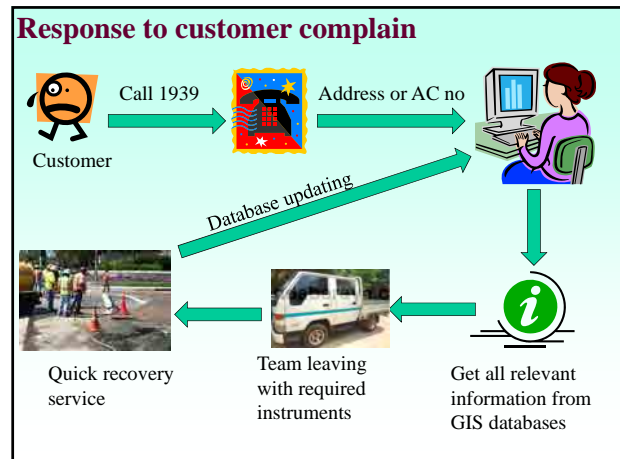 Response to customer complain
Call 1939
Address or AC no
Customer
Database updating
Quick recovery
service
Team leaving
with required
instruments
Get all relevant
information from
GIS databases